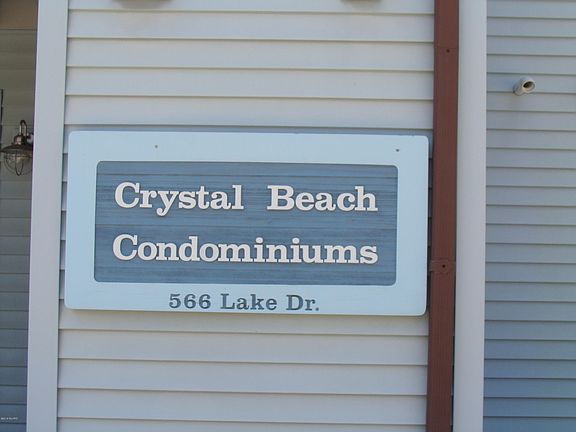 Crystal Beach
Condominiums
566 Lake Dr.